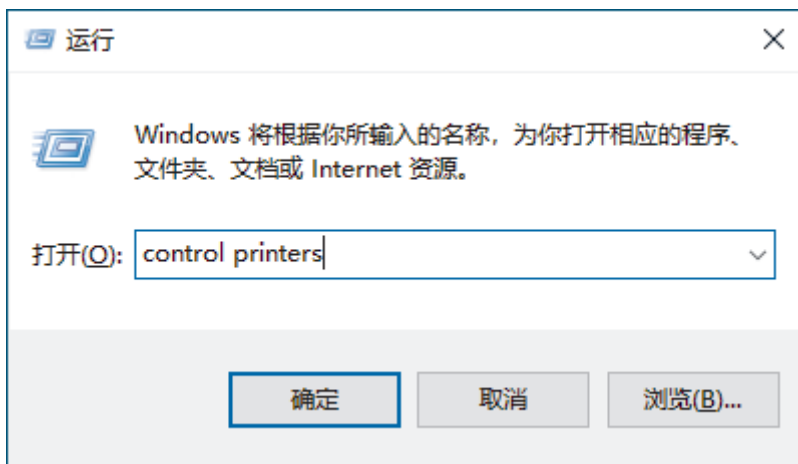 运行
Windows 将根据你所输入的名称，为你打开相应的程序、
文件夹、文档或 Internet 资源。
打开(O): control printers
确定 取消 浏览(B)...